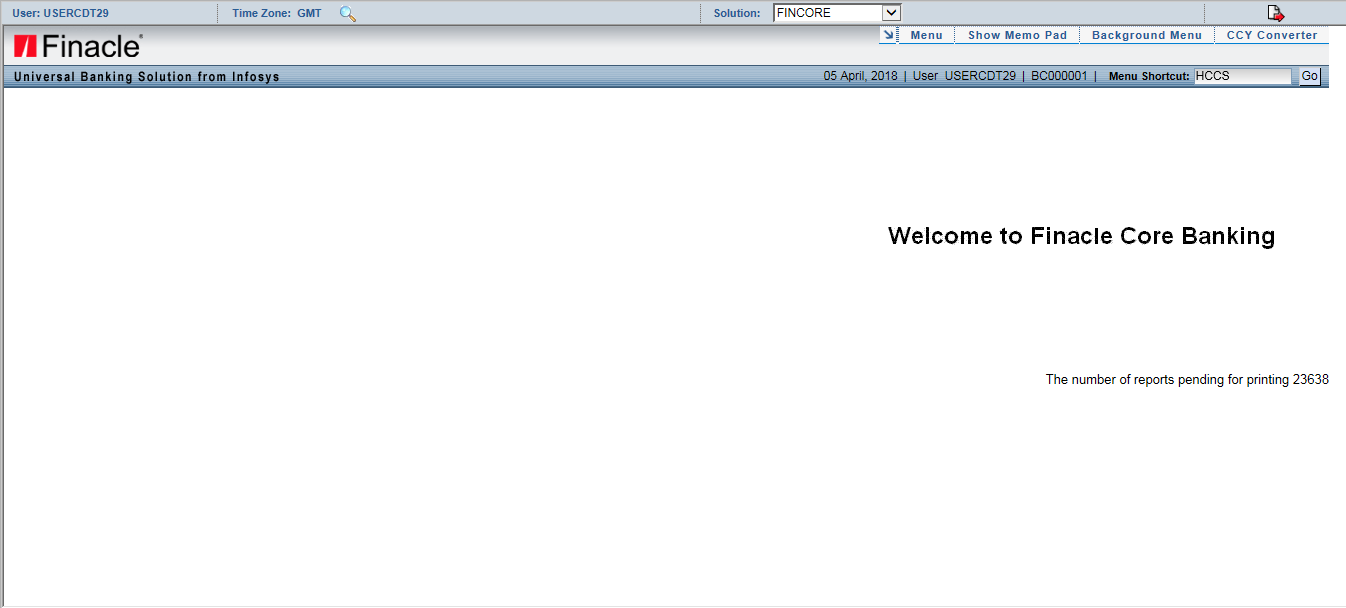 User: USERCDT29 Time Zone: GMT Solution: FINCORE
Finacle Menu Show Memo Pad Background Menu CCY Converter
Universal Banking Solution from Infosys 05 April, 2018 | User USERCDT29 | BC000001 | Menu Shortcut: HCCS Go
Welcome to Finacle Core Banking
The number of reports pending for printing 23638